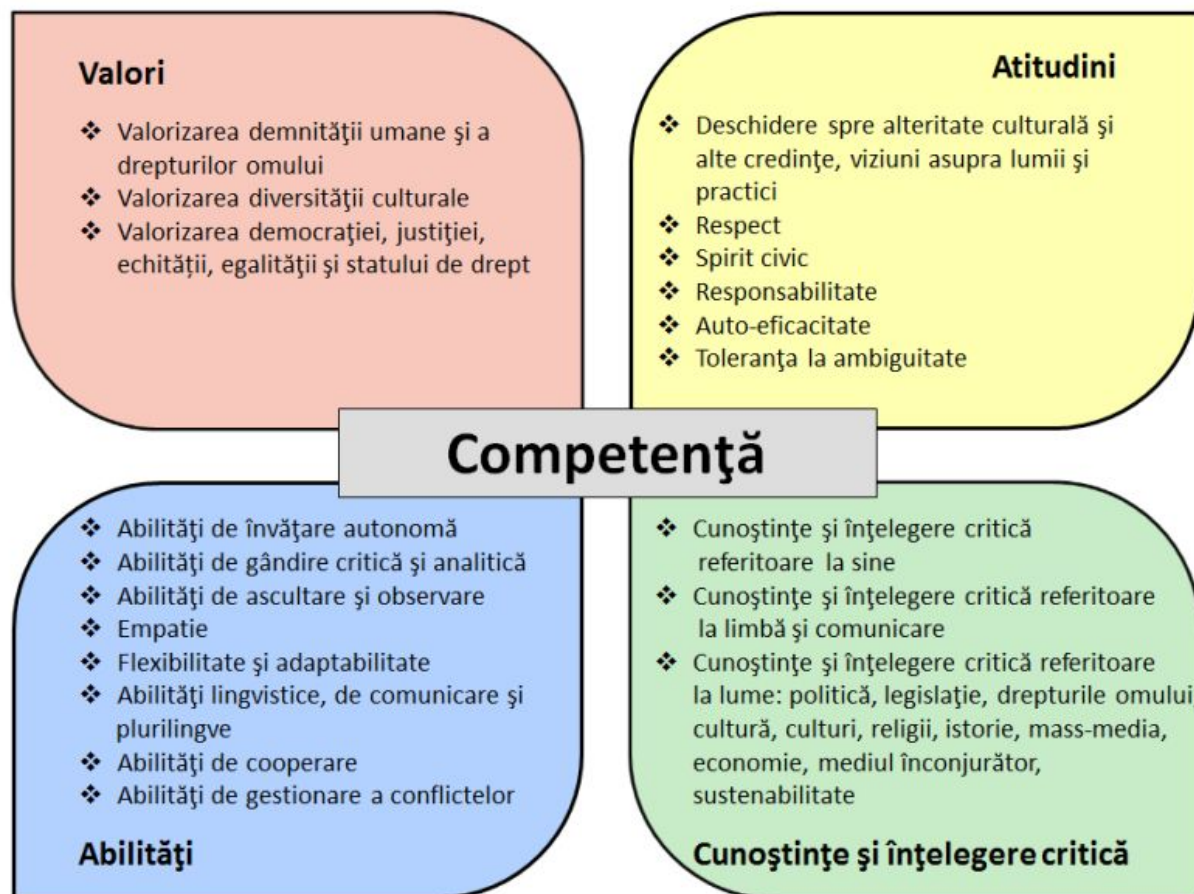 Valori
❖ Valorizarea demnităţii umane şi a
drepturilor omului
❖ Valorizarea diversităţii culturale
❖ Valorizarea democraţiei, justiţiei,
echității, egalităţii şi statului de drept
Atitudini
❖ Deschidere spre alteritate culturală şi
alte credinţe, viziuni asupra lumii şi
practici
❖ Respect
❖ Spirit civic
❖ Responsabilitate
❖ Auto-eficacitate
❖ Toleranţa la ambiguitate
Competenţă
❖ Abilităţi de învăţare autonomă
❖ Abilităţi de gândire critică şi analitică
❖ Abilităţi de ascultare şi observare
❖ Empatie
❖ Flexibilitate şi adaptabilitate
❖ Abilităţi lingvistice, de comunicare şi
plurilingve
❖ Abilităţi de cooperare
❖ Abilităţi de gestionare a conflictelor
Abilităţi
❖ Cunoştinţe şi înţelegere critică
referitoare la sine
❖ Cunoştinţe şi înţelegere critică referitoare
la limbă şi comunicare
❖ Cunoştinţe şi înţelegere critică referitoare
la lume: politică, legislaţie, drepturile omului
cultură, culturi, religii, istorie, mass-media,
economie, mediul înconjurător,
sustenabilitate
Cunoştinţe şi înţelegere critică